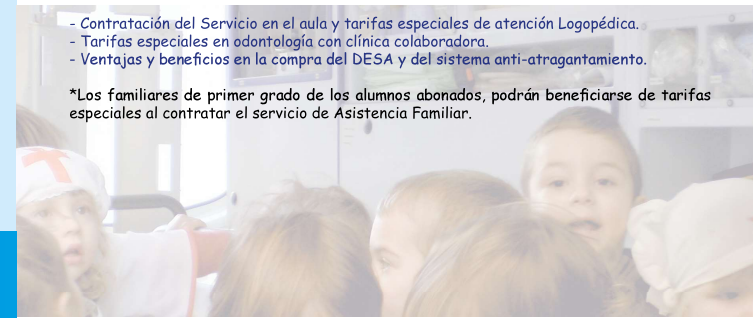 - Contratación del Servicio en el aula y tarifas especiales de atención Logopédica.
- Tarifas especiales en odontología con clínica colaboradora.
- Ventajas y beneficios en la compra del DESA y del sistema anti-atragantamiento.
*Los familiares de primer grado de los alumnos abonados, podrán beneficiarse de tarifas
especiales al contratar el servicio de Asistencia Familiar.